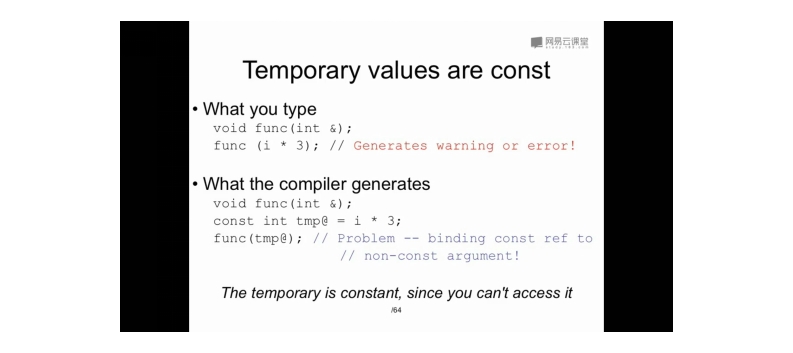 网易云课堂
Temporary values are const
• What you type
void func(int &);
func (i * 3); // Generates warning or error!
• What the compiler generates
void func(int &);
const int tmp@ = i * 3;
func(tmp@); // Problem -- binding const ref to
// non-const argument!
The temporary is constant, since you can't access it
/64